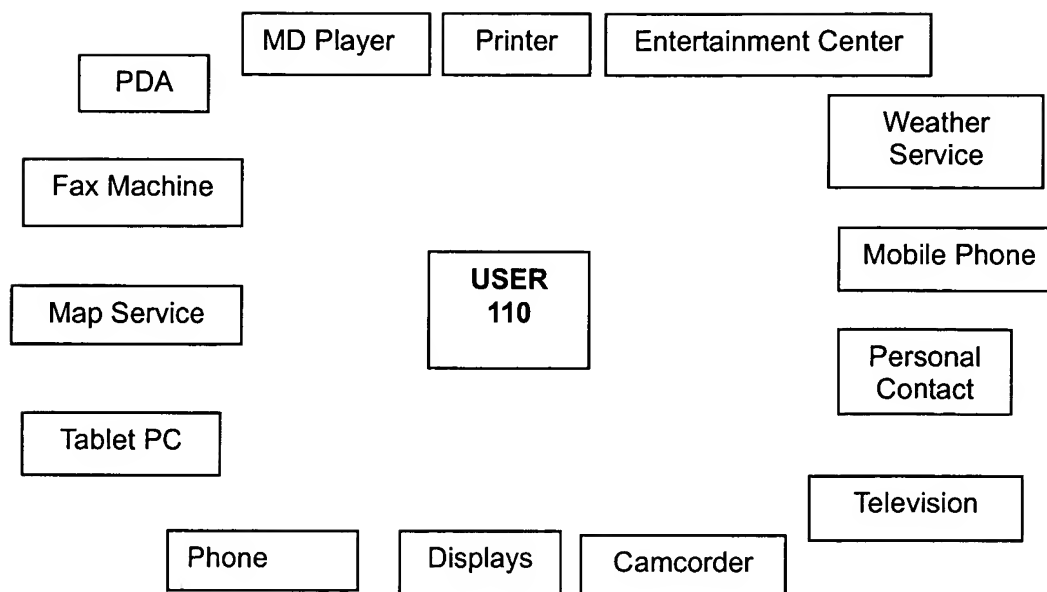 MD Player
Printer
Entertainment Center
PDA
Weather
Service
Fax Machine
Mobile Phone
USER
110
Map Service
Personal
Contact
Tablet PC
Television
Phone
Displays
Camcorder